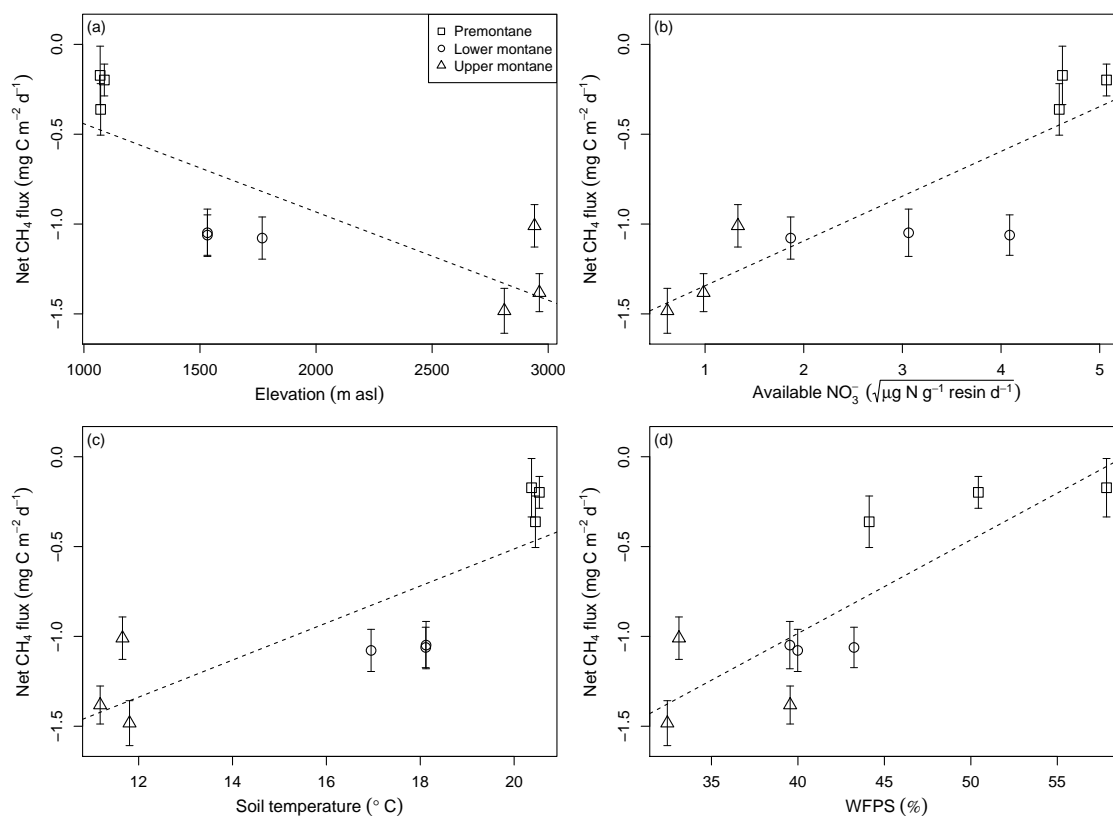 (a)
Premontane
Lower montane
Upper montane
0.0
−0.5
−1.0
−1.5
Net CH₄ flux (mg C m⁻² d⁻¹)
1000 1500 2000 2500 3000
Elevation (m asl)
(b)
0.0
−0.5
−1.0
−1.5
Net CH₄ flux (mg C m⁻² d⁻¹)
1 2 3 4 5
Available NO₃⁻ (√μg N g⁻¹ resin d⁻¹)
(c)
0.0
−0.5
−1.0
−1.5
Net CH₄ flux (mg C m⁻² d⁻¹)
12 14 16 18 20
Soil temperature (° C)
(d)
0.0
−0.5
−1.0
−1.5
Net CH₄ flux (mg C m⁻² d⁻¹)
35 40 45 50 55
WFPS (%)